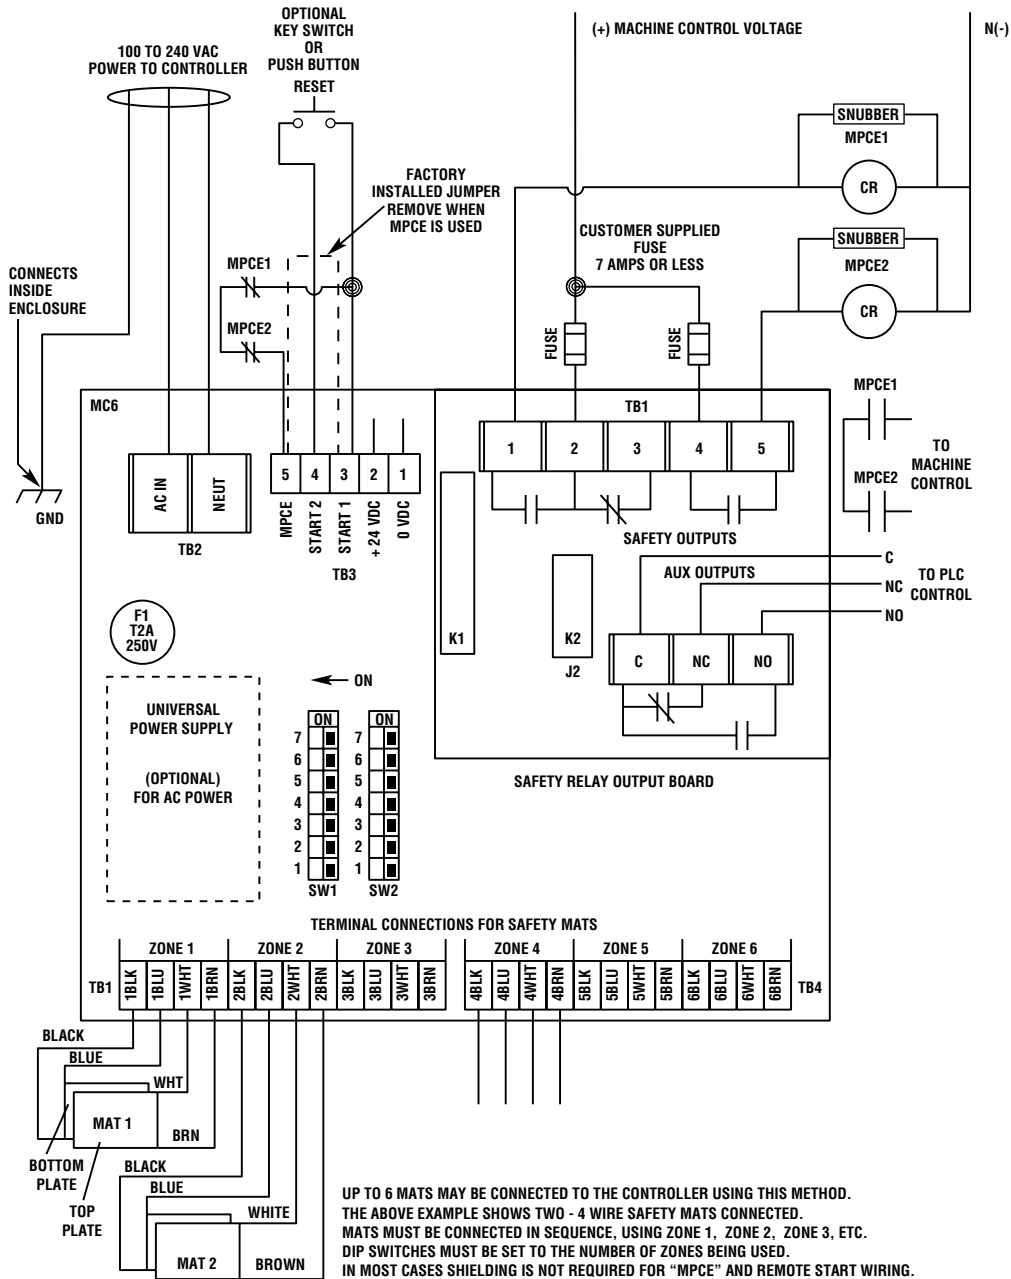 OPTIONAL
KEY SWITCH
OR
PUSH BUTTON
RESET
(+) MACHINE CONTROL VOLTAGE
N(-)
100 TO 240 VAC
POWER TO CONTROLLER
SNUBBER
MPCE1
CR
FACTORY
INSTALLED JUMPER
REMOVE WHEN
MPCE IS USED
CUSTOMER SUPPLIED
FUSE
7 AMPS OR LESS
SNUBBER
MPCE2
CR
CONNECTS
INSIDE
ENCLOSURE
MPCE1
MPCE2
FUSE
FUSE
MC6
TB1
1
2
3
4
5
MPCE1
MPCE2
TO
MACHINE
CONTROL
AC IN
NEUT
TB2
5
4
3
2
1
MPCE
START 2
START 1
+ 24 VDC
0 VDC
TB3
GND
SAFETY OUTPUTS
AUX OUTPUTS
C
NC
NO
TO PLC
CONTROL
F1
T2A
250V
K1
K2
J2
C
NC
NO
ON
UNIVERSAL
POWER SUPPLY
(OPTIONAL)
FOR AC POWER
ON
7
6
5
4
3
2
1
SW1
ON
7
6
5
4
3
2
1
SW2
SAFETY RELAY OUTPUT BOARD
TERMINAL CONNECTIONS FOR SAFETY MATS
ZONE 1
ZONE 2
ZONE 3
ZONE 4
ZONE 5
ZONE 6
TB1
1BLK
1BLU
1WHT
1BRN
2BLK
2BLU
2WHT
2BRN
3BLK
3BLU
3WHT
3BRN
4BLK
4BLU
4WHT
4BRN
5BLK
5BLU
5WHT
5BRN
6BLK
6BLU
6WHT
6BRN
TB4
BLACK
BLUE
WHT
MAT 1
BRN
BOTTOM
PLATE
TOP
PLATE
BLACK
BLUE
WHITE
MAT 2
BROWN
UP TO 6 MATS MAY BE CONNECTED TO THE CONTROLLER USING THIS METHOD.
THE ABOVE EXAMPLE SHOWS TWO - 4 WIRE SAFETY MATS CONNECTED.
MATS MUST BE CONNECTED IN SEQUENCE, USING ZONE 1, ZONE 2, ZONE 3, ETC.
DIP SWITCHES MUST BE SET TO THE NUMBER OF ZONES BEING USED.
IN MOST CASES SHIELDING IS NOT REQUIRED FOR “MPCE” AND REMOTE START WIRING.